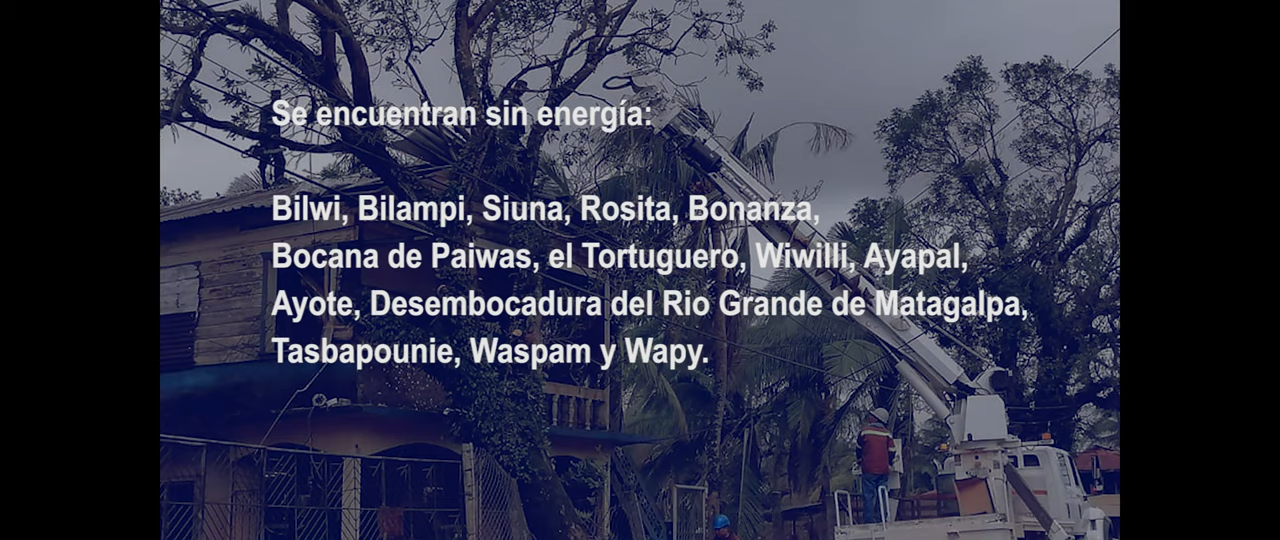 Se encuentran sin energía:
Bilwi, Bilampi, Siuna, Rosita, Bonanza,
Bocana de Paiwas, el Tortuguero, Wiwilli, Ayapal,
Ayote, Desembocadura del Rio Grande de Matagalpa,
Tasbapounie, Waspam y Wapy.